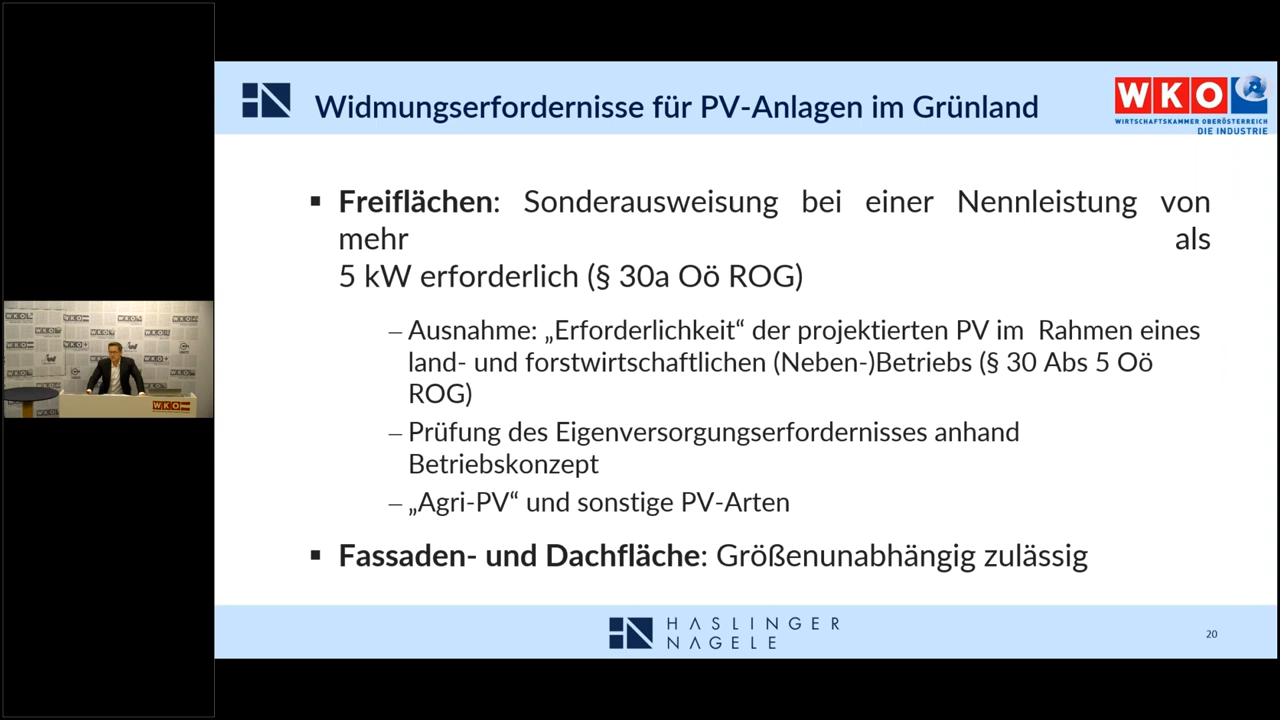 Widmungserfordernisse für PV-Anlagen im Grünland
WKO
WIRTSCHAFTSKAMMER OBERÖSTERREICH
DIE INDUSTRIE
▪ Freiflächen: Sonderausweisung bei einer Nennleistung von
mehr als
5 kW erforderlich (§ 30a Oö ROG)
– Ausnahme: „Erforderlichkeit“ der projektierten PV im Rahmen eines
land- und forstwirtschaftlichen (Neben-)Betriebs (§ 30 Abs 5 Oö
ROG)
– Prüfung des Eigenversorgungserfordernisses anhand
Betriebskonzept
– „Agri-PV“ und sonstige PV-Arten
▪ Fassaden- und Dachfläche: Größenunabhängig zulässig
HASLINGER
NAGELE
20
WKO